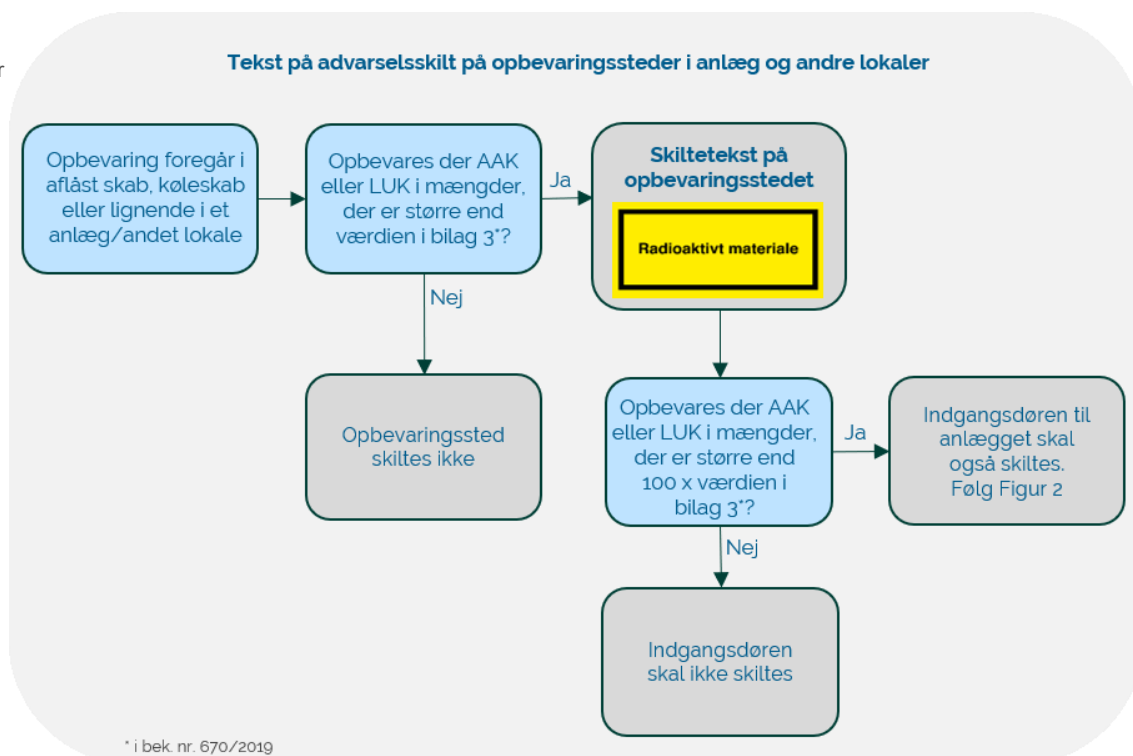 r
Tekst på advarselsskilt på opbevaringssteder i anlæg og andre lokaler
Opbevaring foregår i
aflåst skab, køleskab
eller lignende i et
anlæg/andet lokale
Opbevares der AAK
eller LUK i mængder,
der er større end
værdien i bilag 3*?
Ja
Skiltetekst på
opbevaringsstedet
Radioaktivt materiale
Nej
Opbevaringssted
skiltes ikke
Opbevares der AAK
eller LUK i mængder,
der er større end
100 x værdien i
bilag 3*?
Ja
Indgangsdøren til
anlægget skal
også skiltes.
Følg Figur 2
Nej
Indgangsdøren
skal ikke skiltes
* i bek. nr. 670/2019